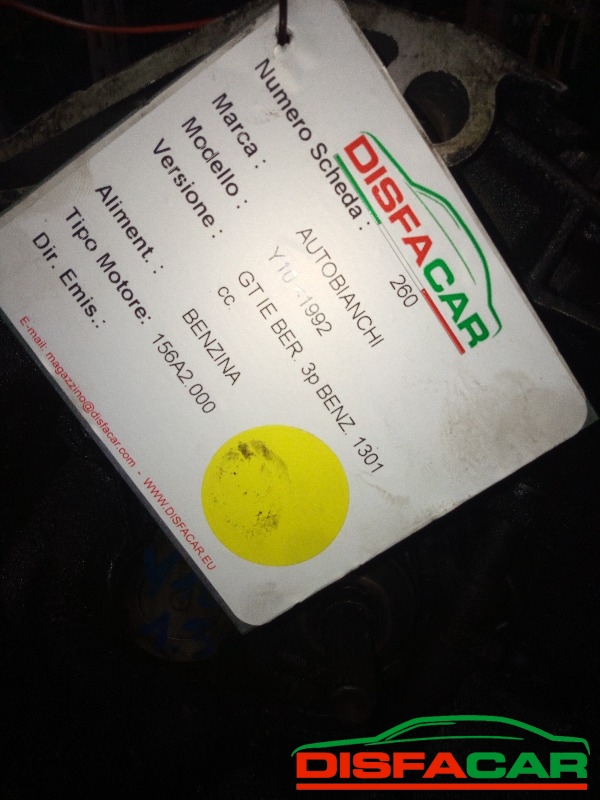 DISFACAR
Numero Scheda : 260
Marca : AUTOBIANCHI
Modello : Y10 -1992
Versione : GT IE BER. 3p BENZ. 1301
cc.
Aliment.: BENZINA
Tipo Motore: 156A2.000
Dir. Emis.:
E-mail. magazzino@disfacar.com - WWW.DISFACAR.EU
DISFACAR